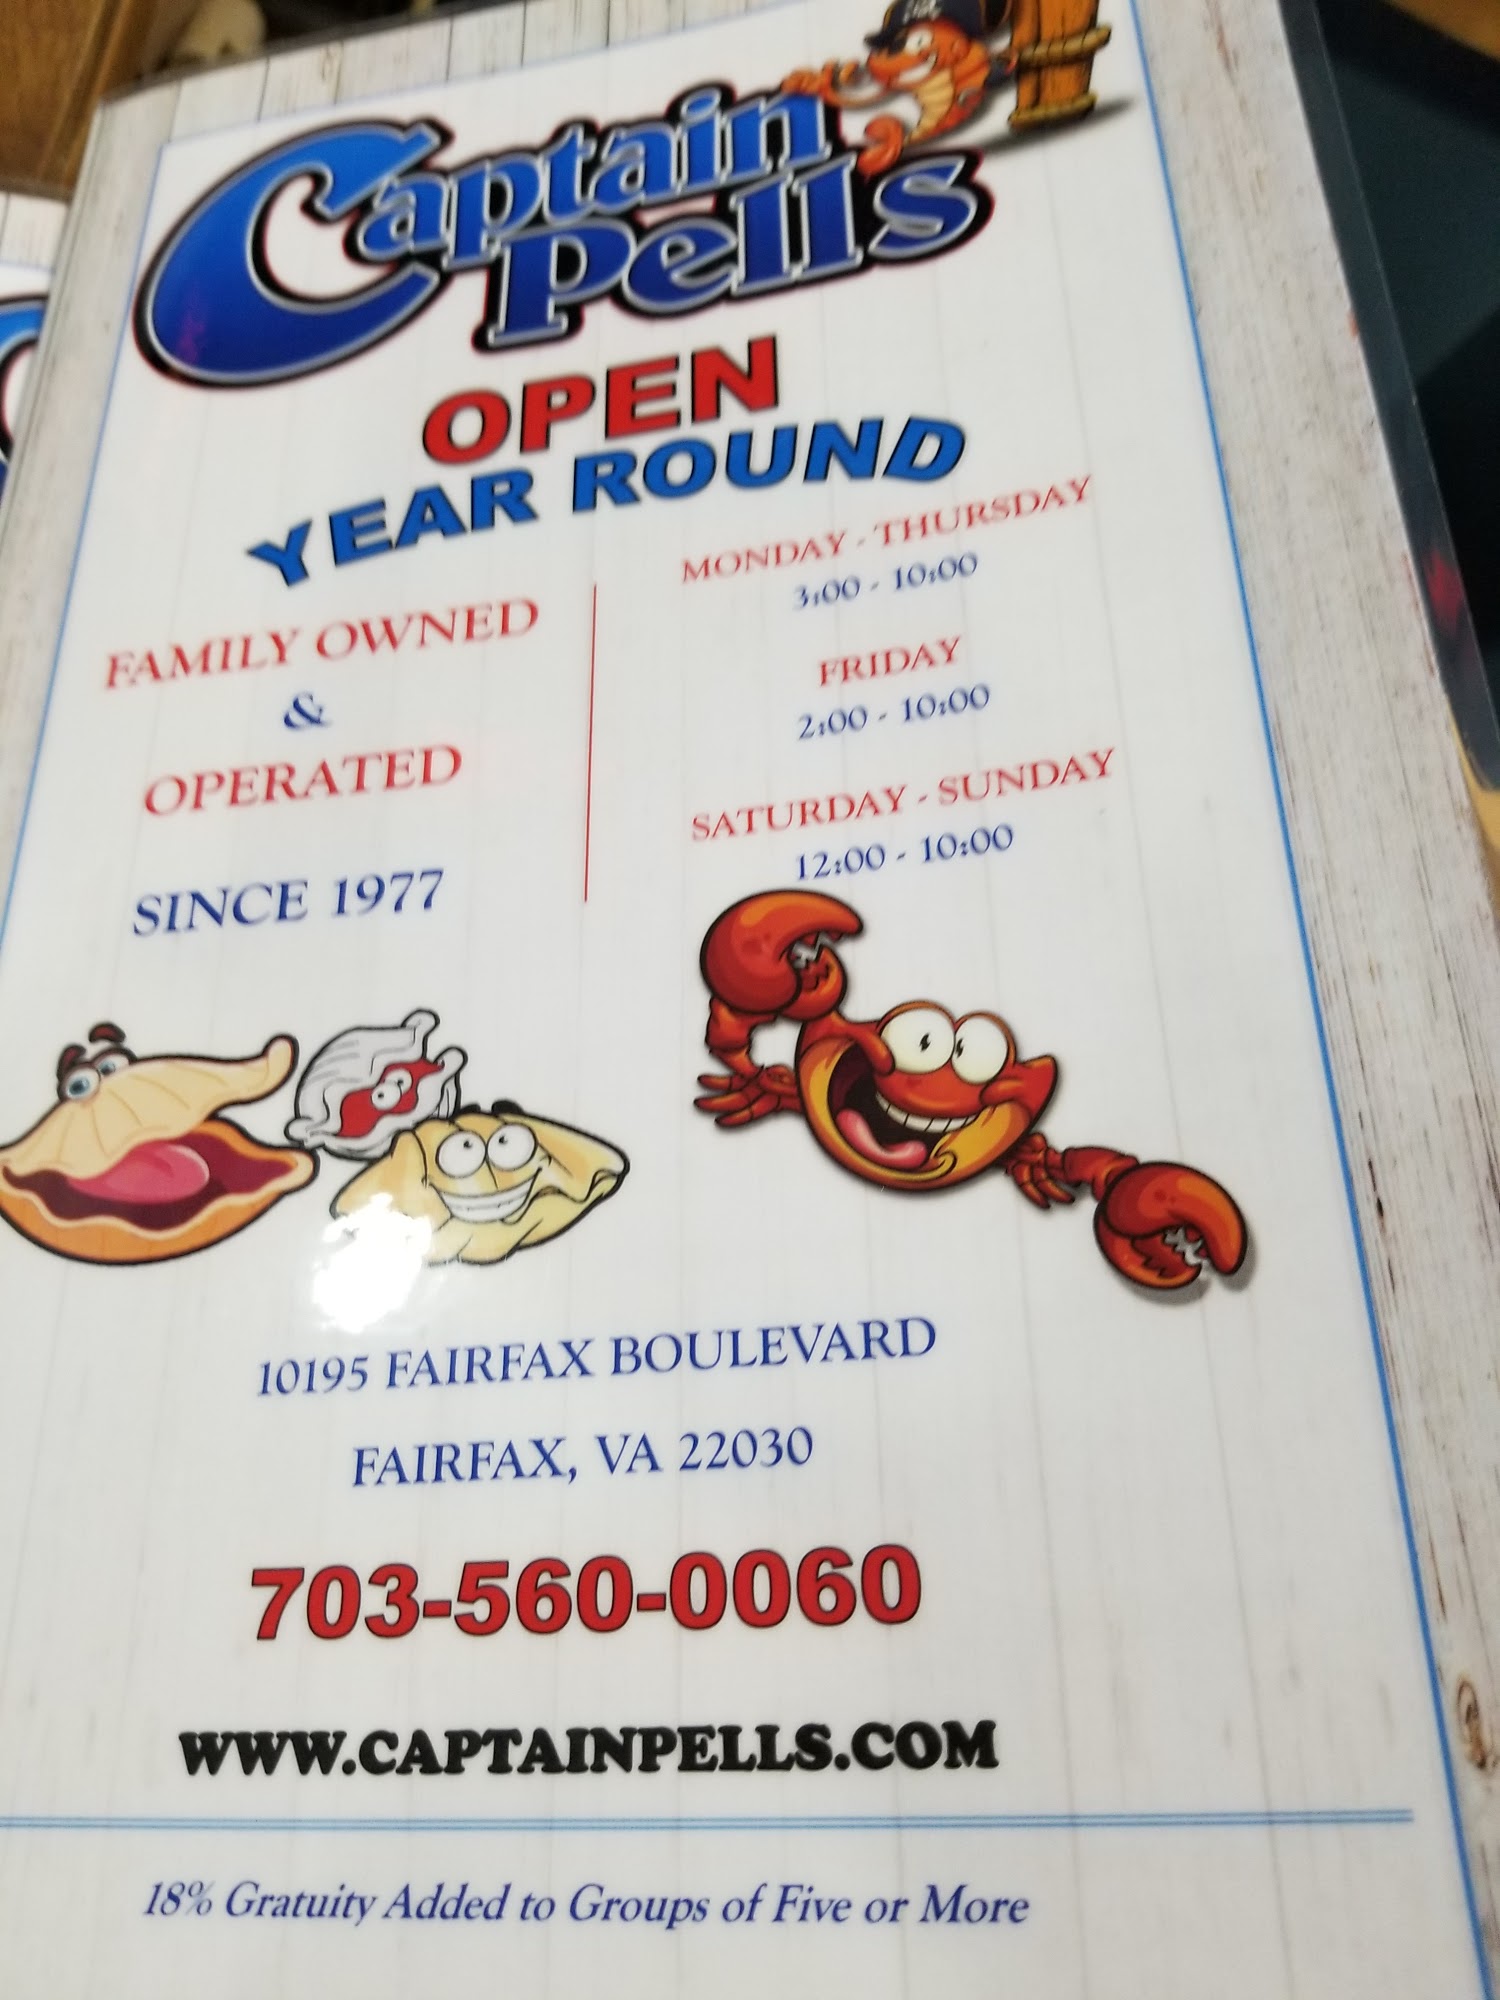 Captain
Pells
OPEN
YEAR ROUND
FAMILY OWNED
&
OPERATED
SINCE 1977
MONDAY - THURSDAY
3:00 - 10:00
FRIDAY
2:00 - 10:00
SATURDAY - SUNDAY
12:00 - 10:00
10195 FAIRFAX BOULEVARD
FAIRFAX, VA 22030
703-560-0060
WWW.CAPTAINPELLS.COM
18% Gratuity Added to Groups of Five or More